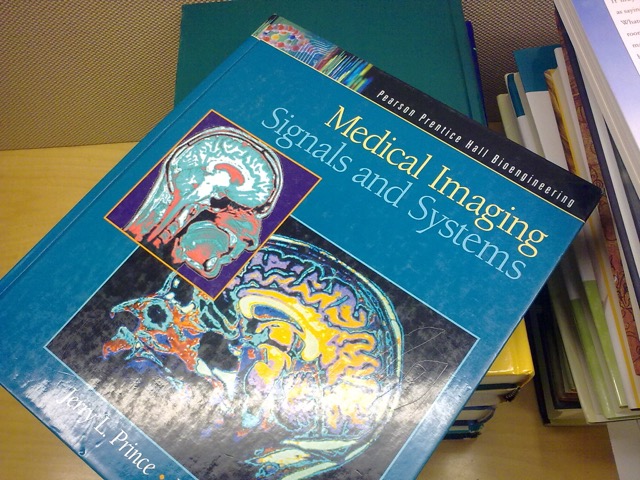 Pearson Prentice Hall Bioengineering
Medical Imaging
Signals and Systems
Jerry L. Prince